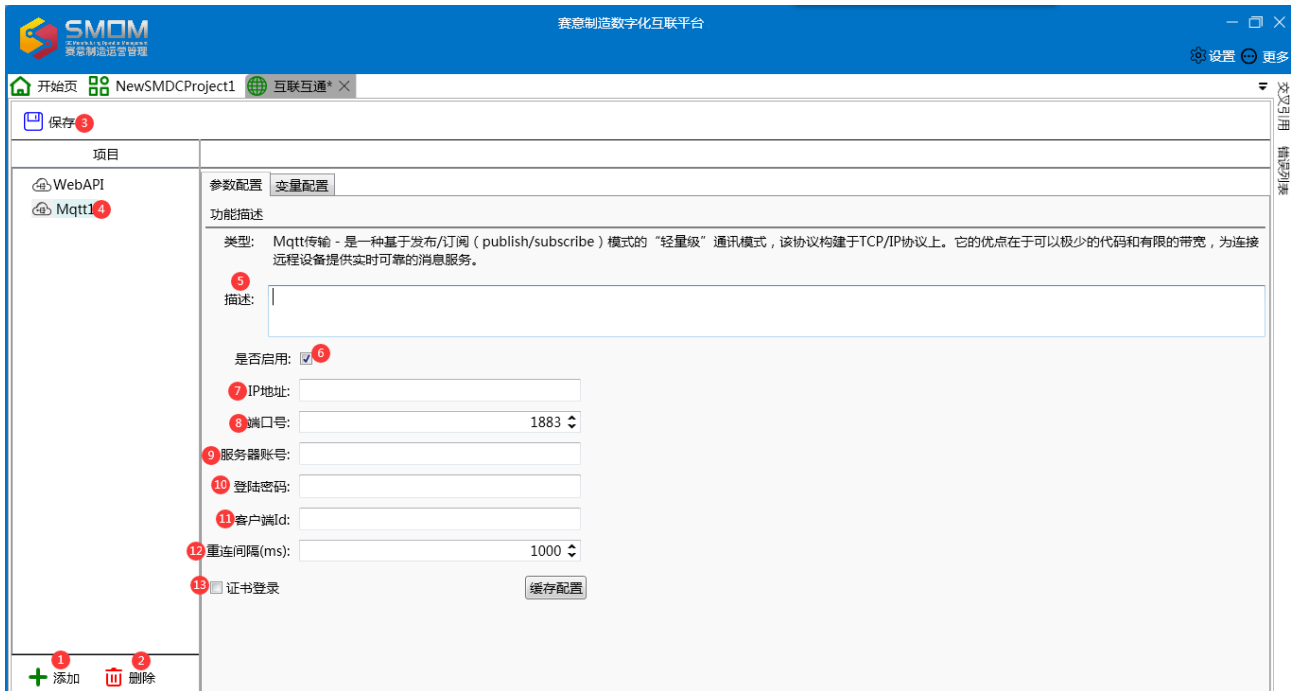 SMOM
赛意制造运营管理
赛意制造数字化互联平台
设置 更多
开始页 NewSMDCProject1 互联互通*
交叉引用
错误列表
保存 3
项目
WebAPI
Mqtt1 4
参数配置 变量配置
功能描述
类型: Mqtt传输 - 是一种基于发布/订阅（publish/subscribe）模式的“轻量级”通讯模式，该协议构建于TCP/IP协议上。它的优点在于可以极少的代码和有限的带宽，为连接
远程设备提供实时可靠的消息服务。
5
描述:
是否启用: 6
7 IP地址:
8 端口号: 1883
9 服务器账号:
10 登陆密码:
11 客户端Id:
12 重连间隔(ms): 1000
13 证书登录 缓存配置
1 2
添加 删除